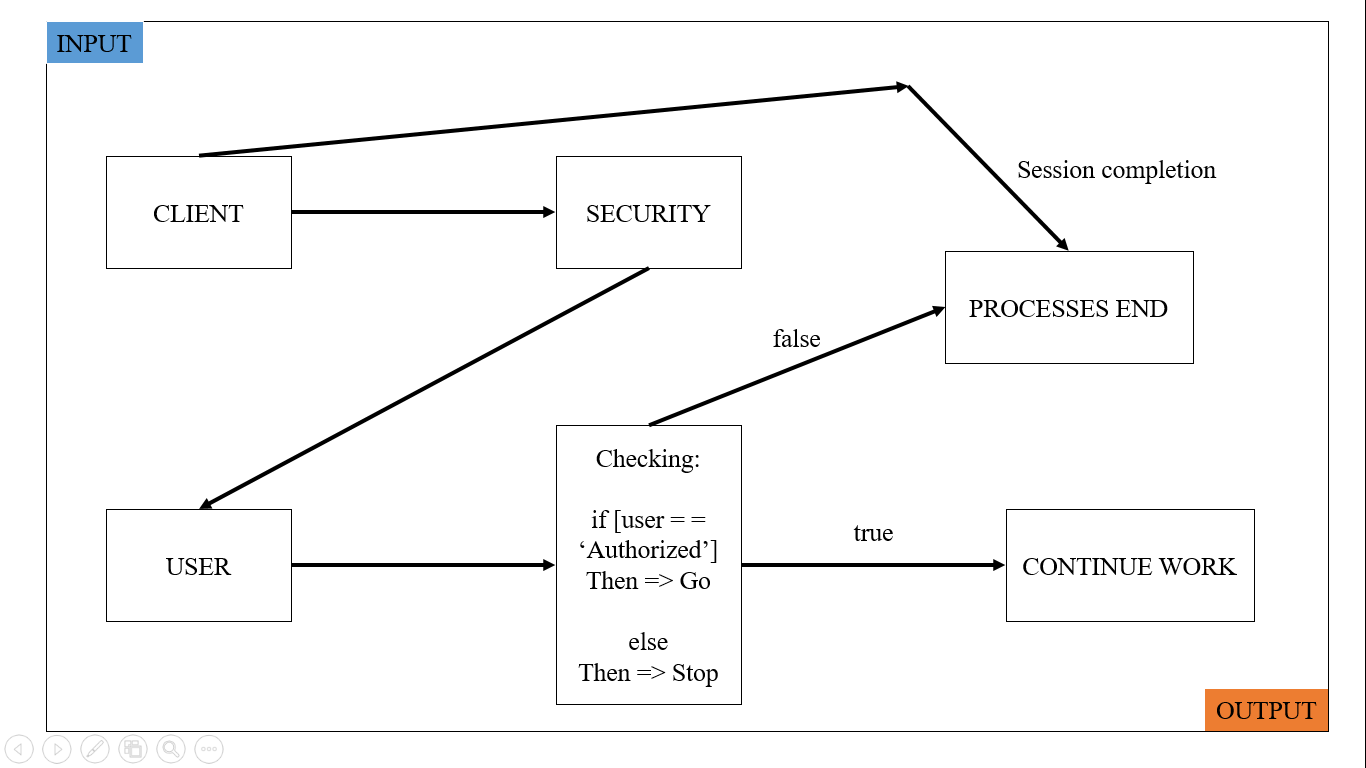 INPUT
Session completion
CLIENT
SECURITY
PROCESSES END
false
Checking:
if [user = =
‘Authorized’]
Then => Go
else
Then => Stop
true
USER
CONTINUE WORK
OUTPUT